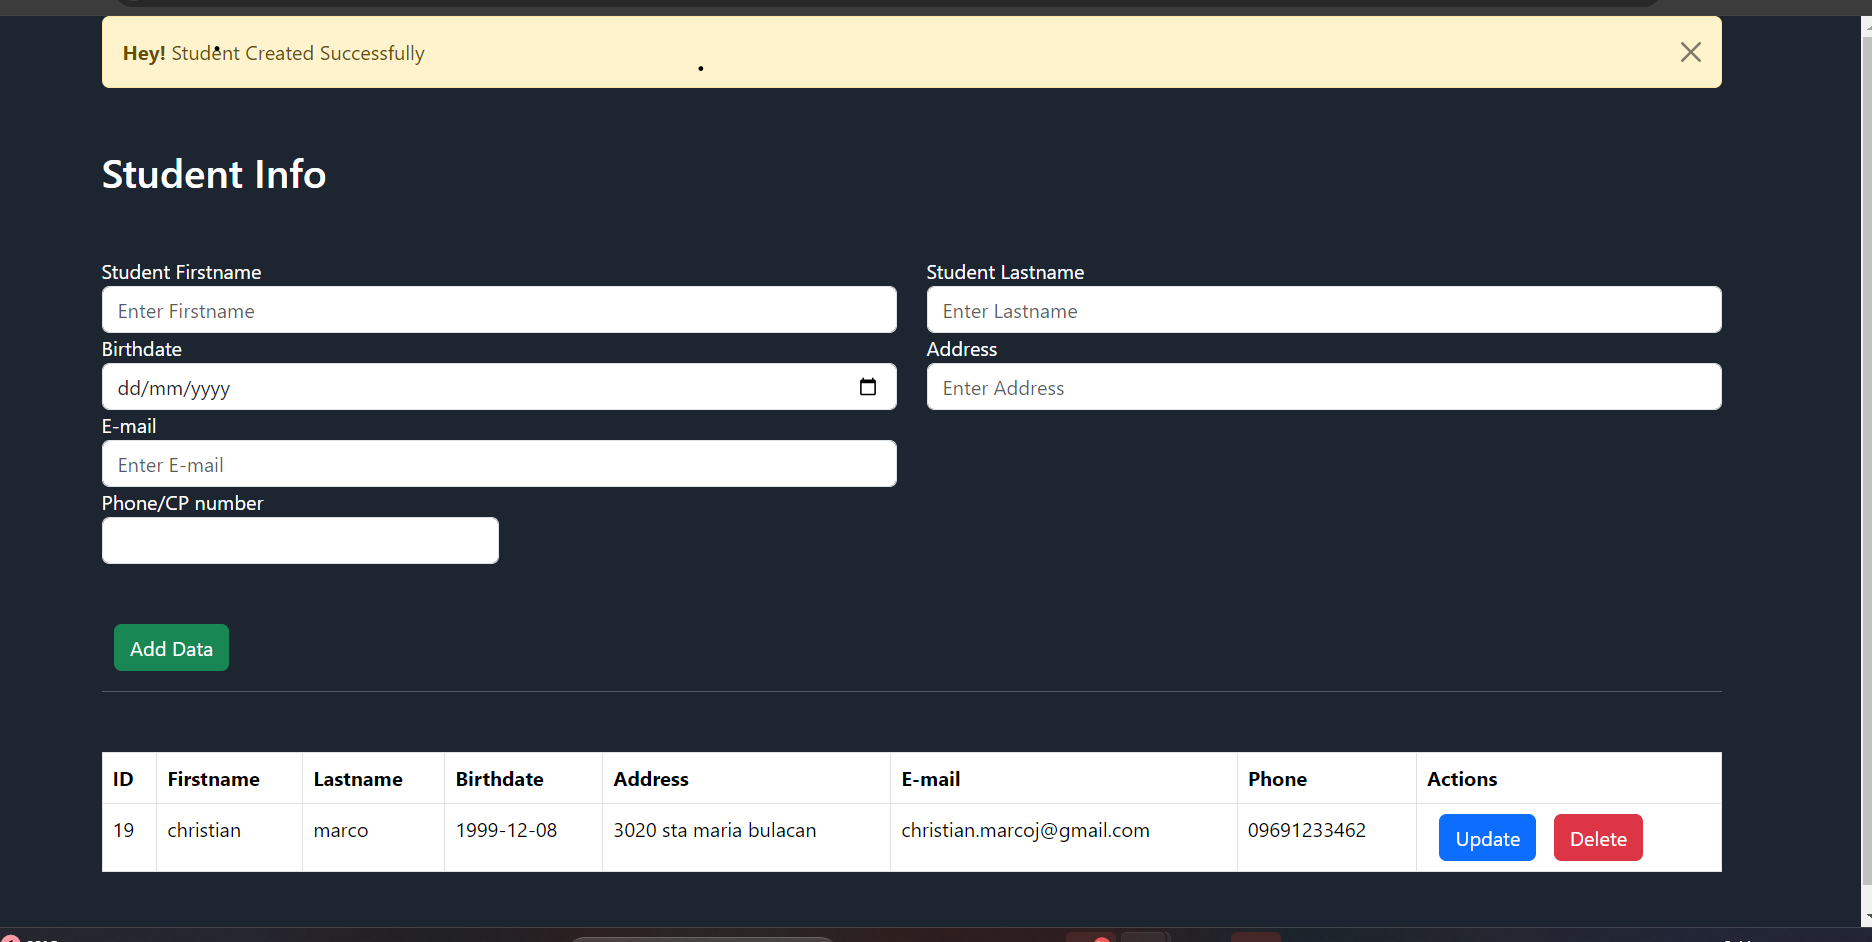 Hey! Student Created Successfully
Student Info
Student Firstname
Enter Firstname
Student Lastname
Enter Lastname
Birthdate
dd/mm/yyyy
Address
Enter Address
E-mail
Enter E-mail
Phone/CP number
Add Data
ID Firstname Lastname Birthdate Address E-mail Phone Actions
19 christian marco 1999-12-08 3020 sta maria bulacan christian.marcoj@gmail.com 09691233462 Update Delete